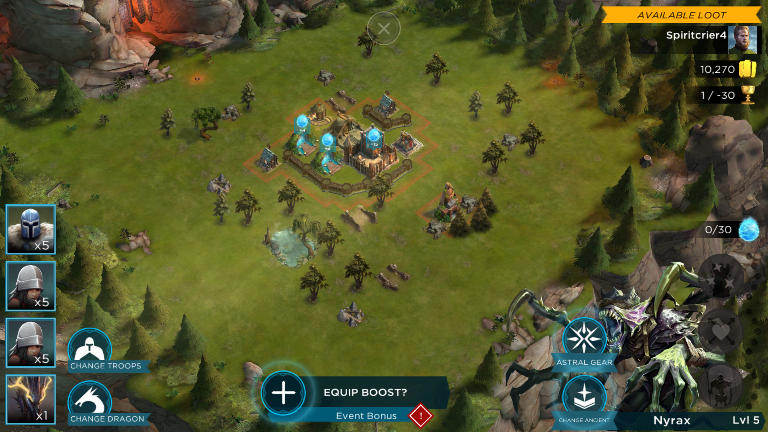 AVAILABLE LOOT
Spiritcrier4
10,270
1 / -30
0/30
x5
x5
x5
x1
CHANGE TROOPS
CHANGE DRAGON
EQUIP BOOST?
Event Bonus
!
ASTRAL GEAR
CHANGE ANCIENT
Nyrax
Lvl 5